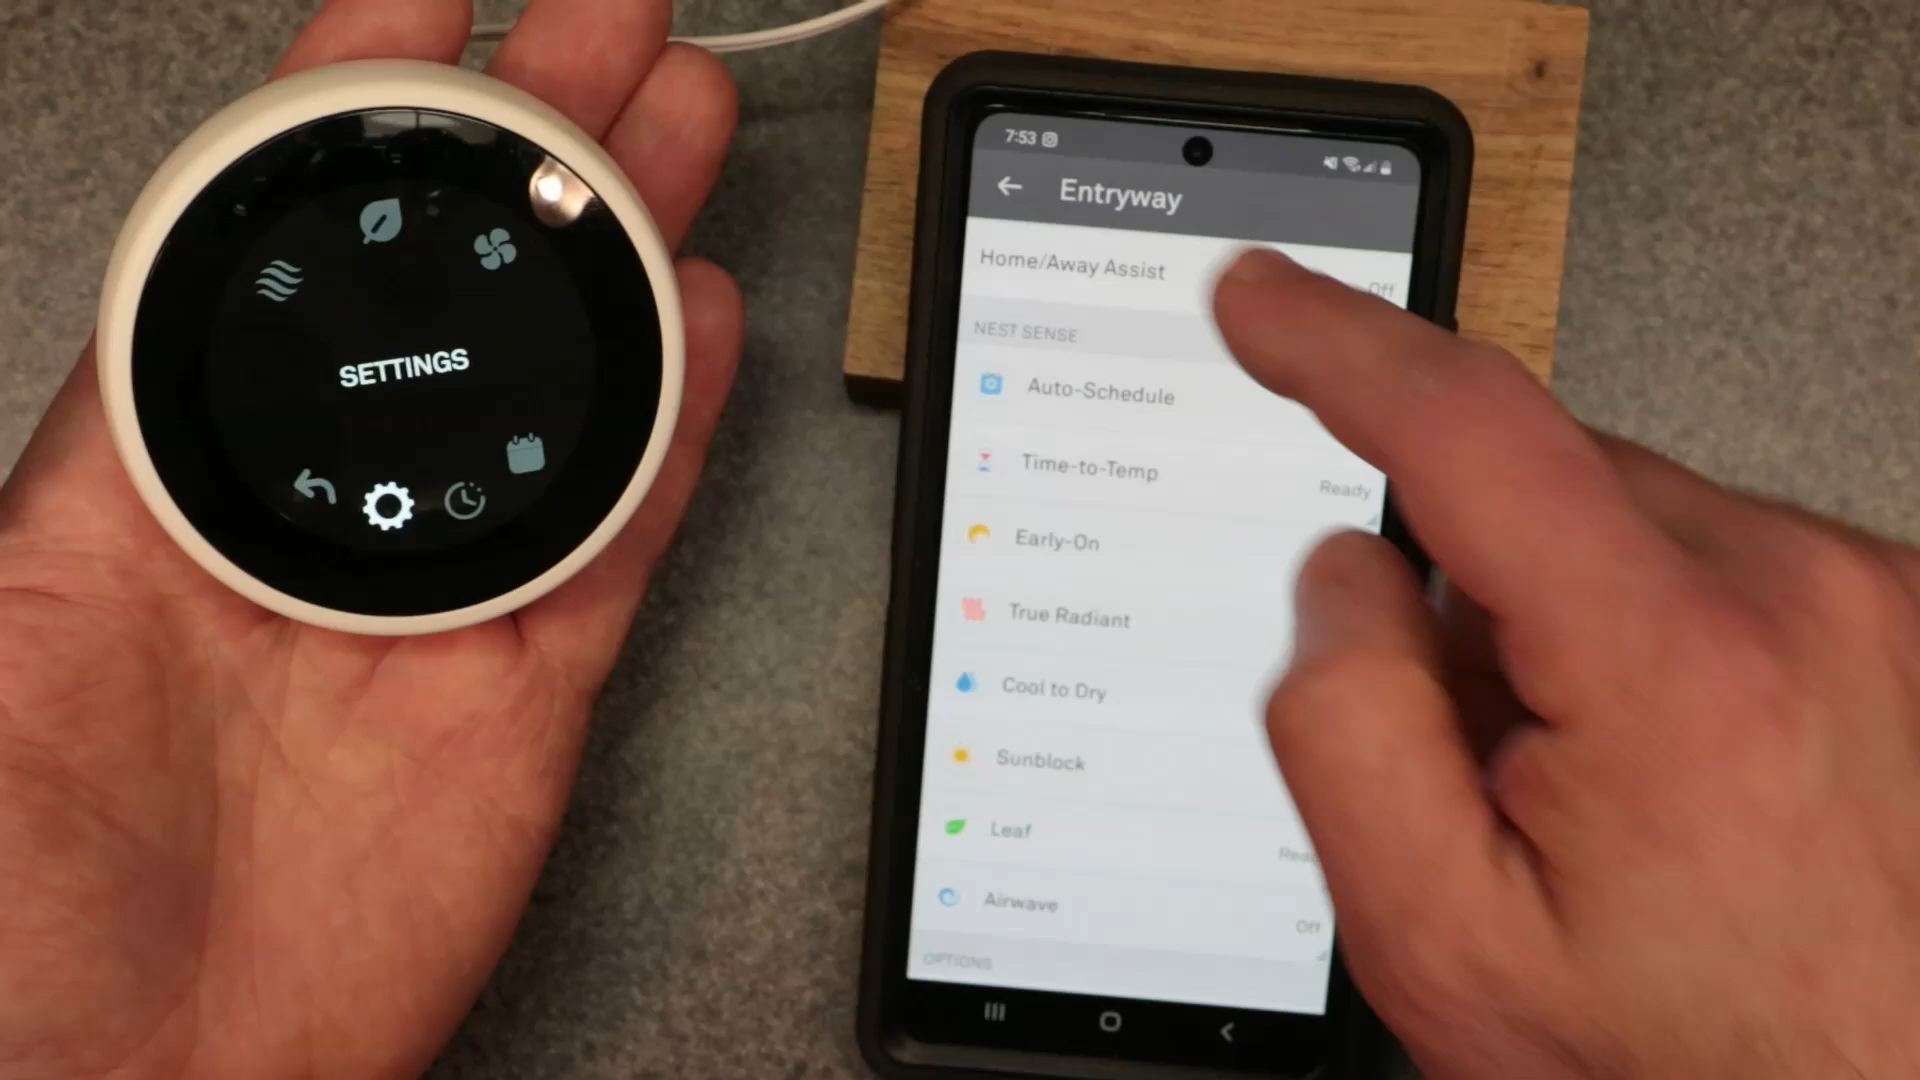 SETTINGS
7:53
Entryway
Home/Away Assist
Off
NEST SENSE
Auto-Schedule
Time-to-Temp
Ready
Early-On
True Radiant
Cool to Dry
Sunblock
Leaf
Airwave
Off
OPTIONS